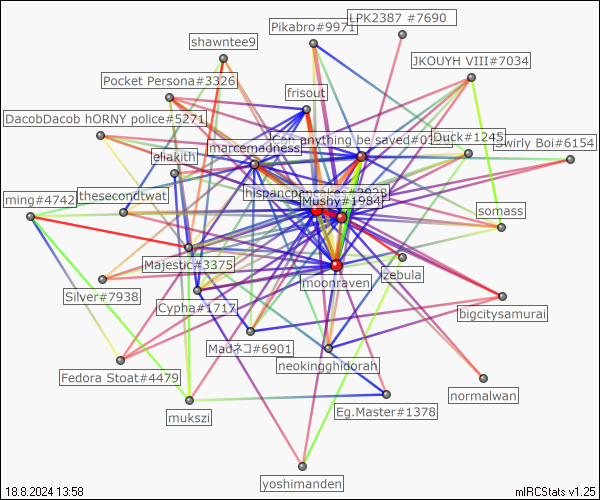 LPK2387 #7690
Pikabro#9971
shawntee9
JKOUYH VIII#7034
Pocket Persona#3326
frisout
DacobDacob hORNY police#5271
Can anything be saved#0
Duck#1245
Swirly Boi#6154
marcemadness
eliakith
ming#4742
thesecondtwat
hispancpancakes#3928
Mushy#1984
somass
Majestic#3375
zebula
moonraven
Silver#7938
Cypha#1717
bigcitysamurai
Madネコ#6901
neokingghidorah
Fedora Stoat#4479
normalwan
mukszi
Eg.Master#1378
yoshimanden
18.8.2024 13:58
mIRCStats v1.25